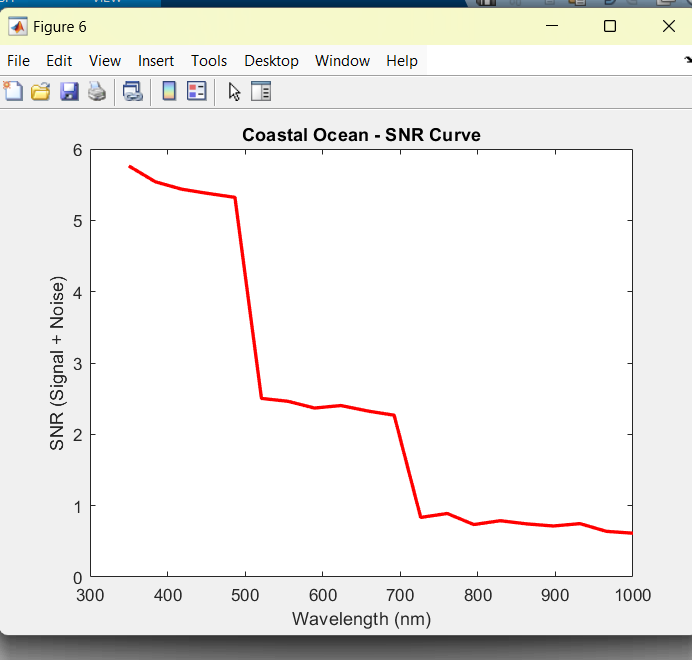 VIEW
Figure 6
File Edit View Insert Tools Desktop Window Help
Coastal Ocean - SNR Curve
6
5
4
3
2
1
0
SNR (Signal + Noise)
300 400 500 600 700 800 900 1000
Wavelength (nm)